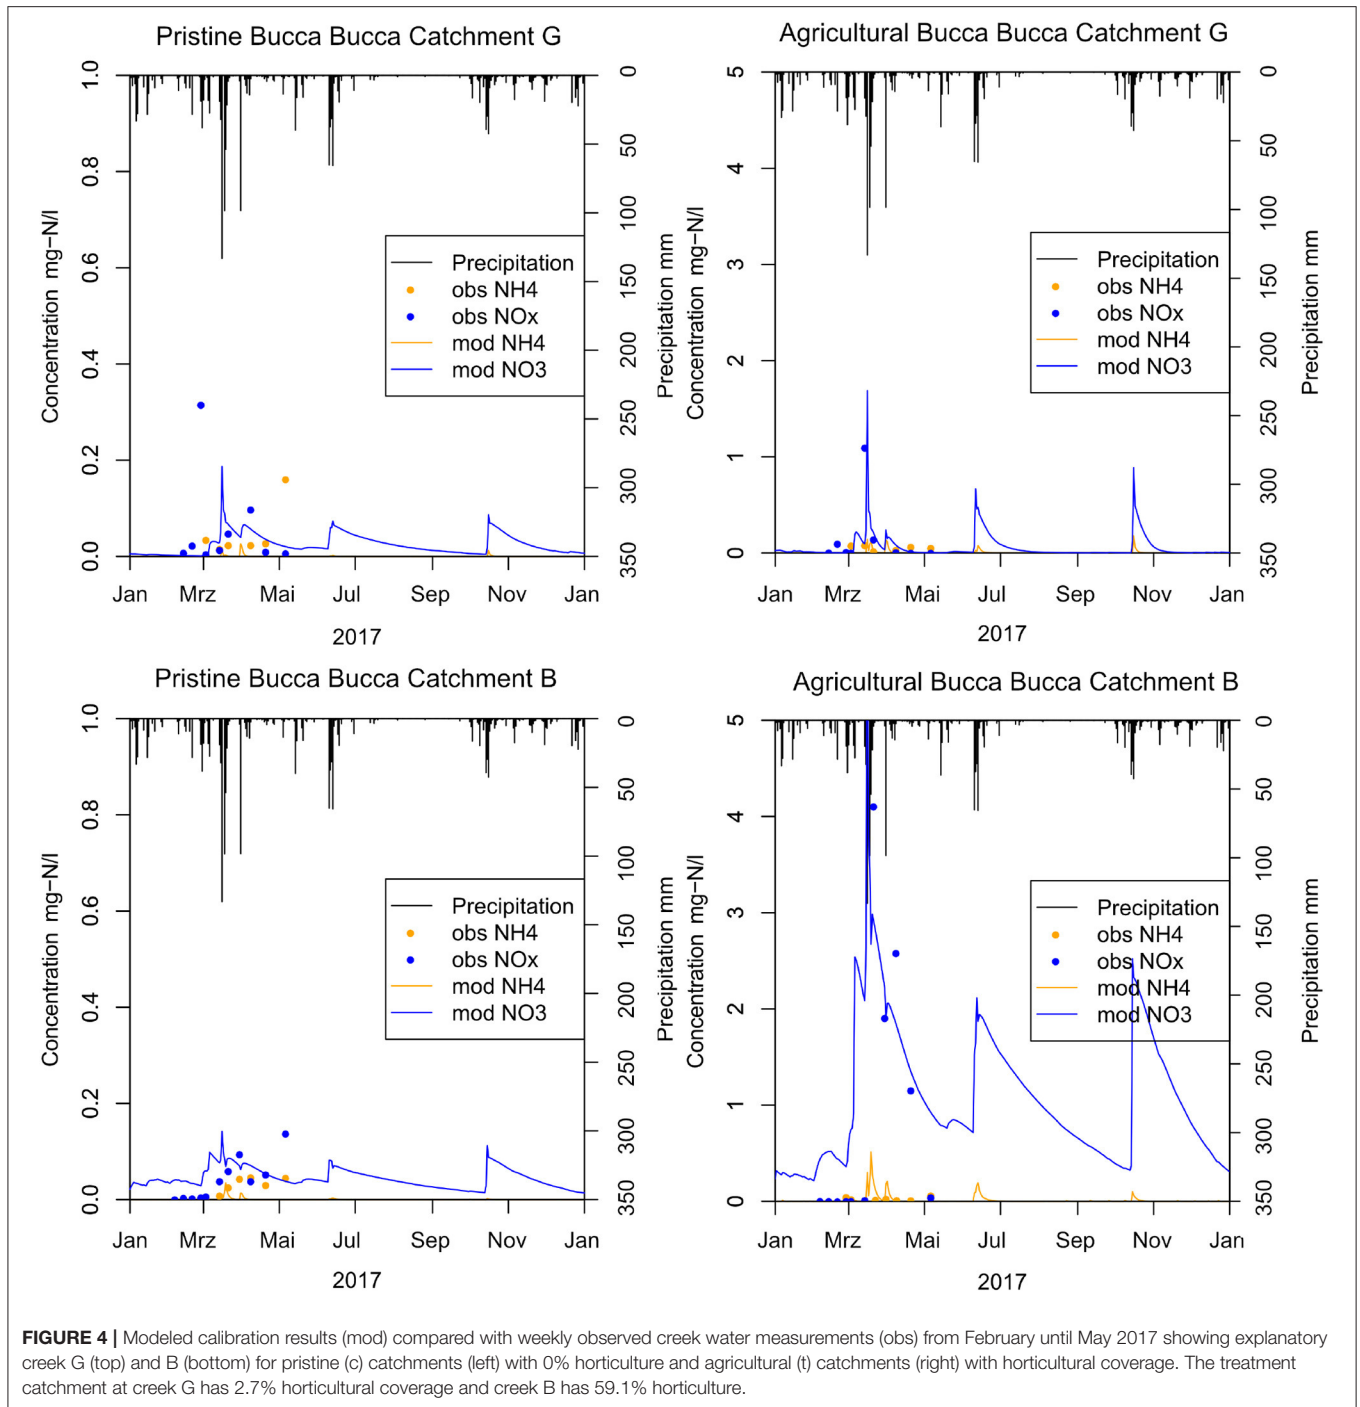 Pristine Bucca Bucca Catchment G
1.0
0.8
0.6
0.4
0.2
0.0
Concentration mg−N/l
0
50
100
150
200
250
300
350
Precipitation mm
Precipitation
obs NH4
obs NOx
mod NH4
mod NO3
Jan Mrz Mai Jul Sep Nov Jan
2017
Agricultural Bucca Bucca Catchment G
5
4
3
2
1
0
Concentration mg−N/l
0
50
100
150
200
250
300
350
Precipitation mm
Precipitation
obs NH4
obs NOx
mod NH4
mod NO3
Jan Mrz Mai Jul Sep Nov Jan
2017
Pristine Bucca Bucca Catchment B
1.0
0.8
0.6
0.4
0.2
0.0
Concentration mg−N/l
0
50
100
150
200
250
300
350
Precipitation mm
Precipitation
obs NH4
obs NOx
mod NH4
mod NO3
Jan Mrz Mai Jul Sep Nov Jan
2017
Agricultural Bucca Bucca Catchment B
5
4
3
2
1
0
Concentration mg−N/l
0
50
100
150
200
250
300
350
Precipitation mm
Precipitation
obs NH4
obs NOx
mod NH4
mod NO3
Jan Mrz Mai Jul Sep Nov Jan
2017
FIGURE 4 | Modeled calibration results (mod) compared with weekly observed creek water measurements (obs) from February until May 2017 showing explanatory
creek G (top) and B (bottom) for pristine (c) catchments (left) with 0% horticulture and agricultural (t) catchments (right) with horticultural coverage. The treatment
catchment at creek G has 2.7% horticultural coverage and creek B has 59.1% horticulture.